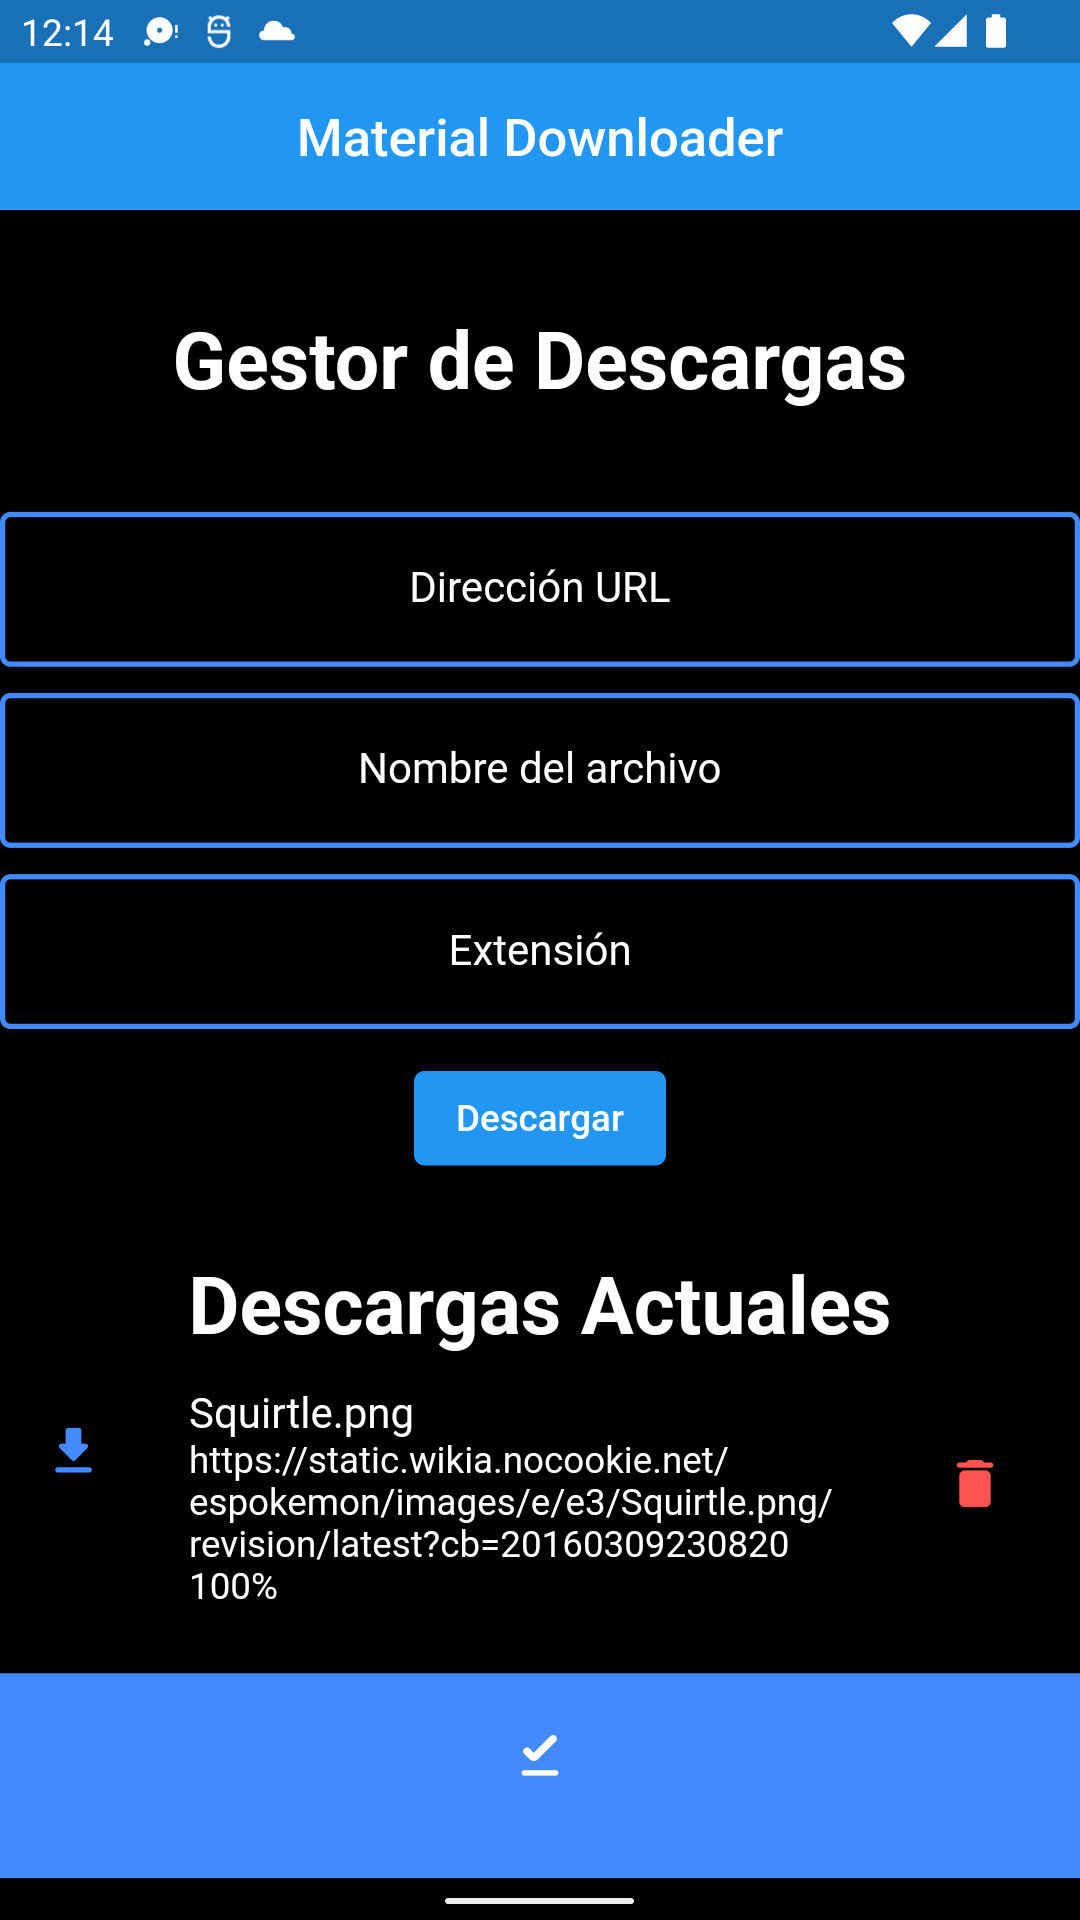 12:14
Material Downloader
Gestor de Descargas
Dirección URL
Nombre del archivo
Extensión
Descargar
Descargas Actuales
Squirtle.png
https://static.wikia.nocookie.net/
espokemon/images/e/e3/Squirtle.png/
revision/latest?cb=20160309230820
100%